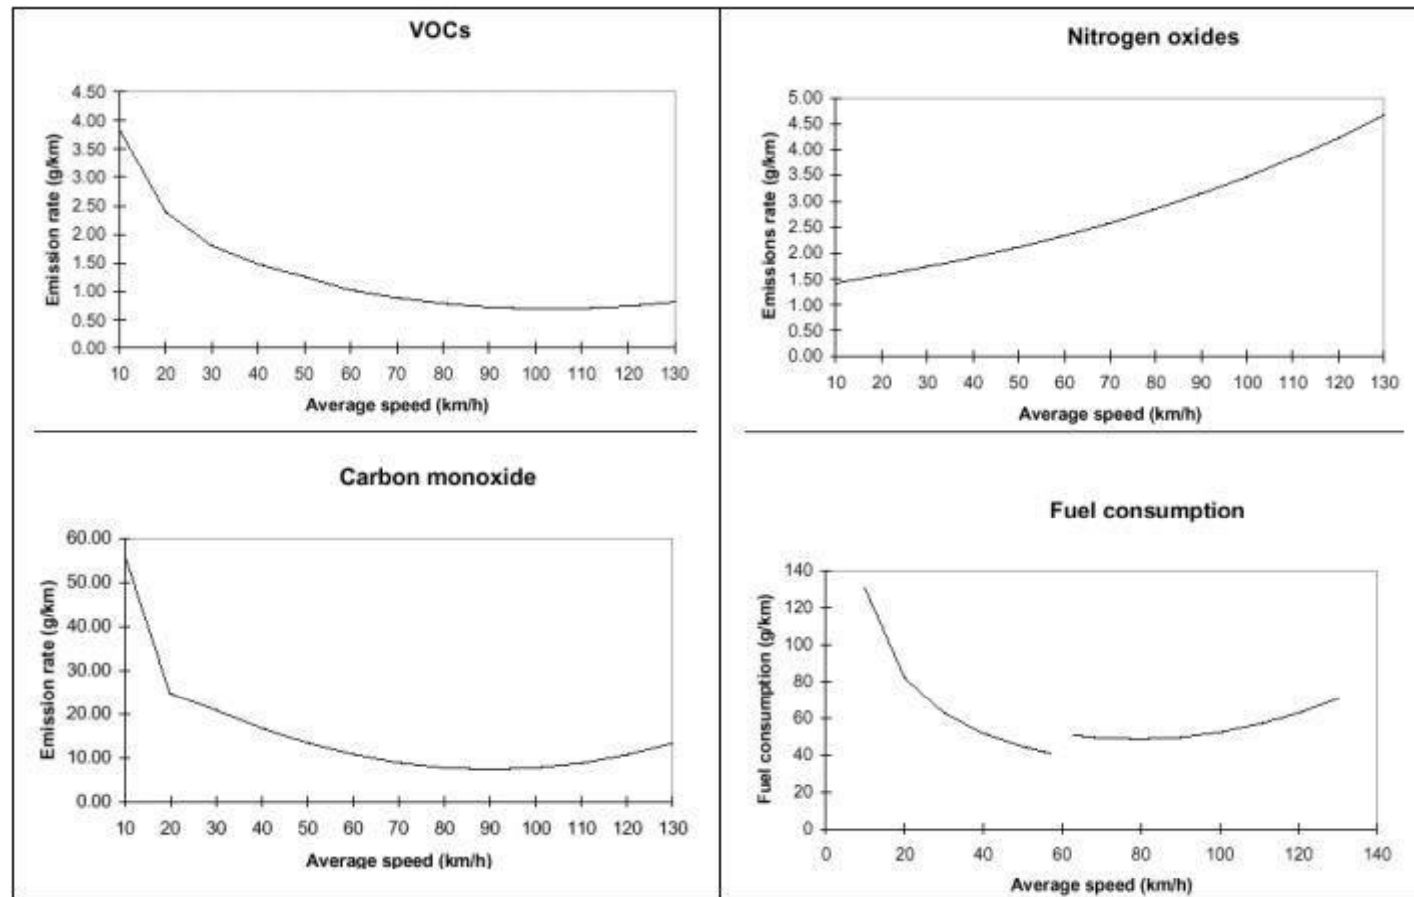 VOCs
4.50
4.00
3.50
3.00
2.50
2.00
1.50
1.00
0.50
0.00
Emission rate (g/km)
10 20 30 40 50 60 70 80 90 100 110 120 130
Average speed (km/h)
Nitrogen oxides
5.00
4.50
4.00
3.50
3.00
2.50
2.00
1.50
1.00
0.50
0.00
Emissions rate (g/km)
10 20 30 40 50 60 70 80 90 100 110 120 130
Average speed (km/h)
Carbon monoxide
60.00
50.00
40.00
30.00
20.00
10.00
0.00
Emission rate (g/km)
10 20 30 40 50 60 70 80 90 100 110 120 130
Average speed (km/h)
Fuel consumption
140
120
100
80
60
40
20
0
Fuel consumption (g/km)
0 20 40 60 80 100 120 140
Average speed (km/h)